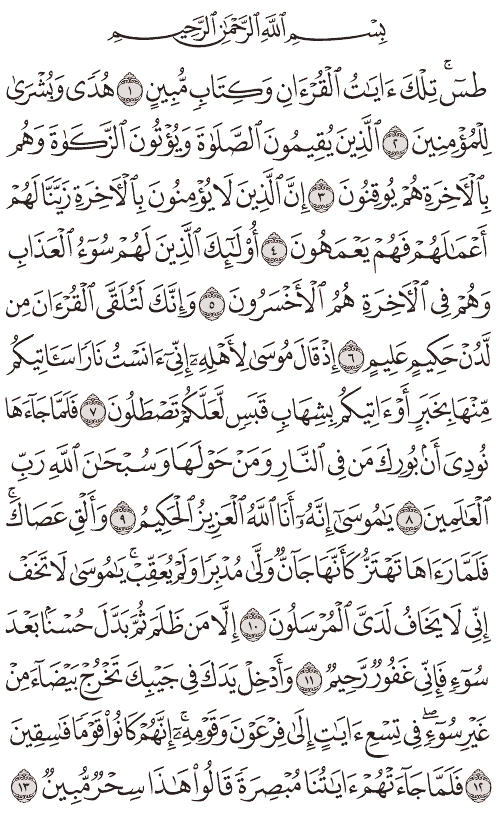 بِسْمِ ٱللَّهِ ٱلرَّحْمَٰنِ ٱلرَّحِيمِ
طسٓۚ تِلْكَ ءَايَٰتُ ٱلْقُرْءَانِ وَكِتَابٍ مُّبِينٍ ١ هُدًى وَبُشْرَىٰ
لِلْمُؤْمِنِينَ ٢ ٱلَّذِينَ يُقِيمُونَ ٱلصَّلَوٰةَ وَيُؤْتُونَ ٱلزَّكَوٰةَ وَهُم
بِٱلْءَاخِرَةِ هُمْ يُوقِنُونَ ٣ إِنَّ ٱلَّذِينَ لَا يُؤْمِنُونَ بِٱلْءَاخِرَةِ زَيَّنَّا لَهُمْ
أَعْمَٰلَهُمْ فَهُمْ يَعْمَهُونَ ٤ أُو۟لَٰٓئِكَ ٱلَّذِينَ لَهُمْ سُوٓءُ ٱلْعَذَابِ
وَهُمْ فِى ٱلْءَاخِرَةِ هُمُ ٱلْأَخْسَرُونَ ٥ وَإِنَّكَ لَتُلَقَّى ٱلْقُرْءَانَ مِن
لَّدُنْ حَكِيمٍ عَلِيمٍ ٦ إِذْ قَالَ مُوسَىٰ لِأَهْلِهِۦٓ إِنِّىٓ ءَانَسْتُ نَارًا سَـَٔاتِيكُم
مِّنْهَا بِخَبَرٍ أَوْ ءَاتِيكُم بِشِهَابٍ قَبَسٍ لَّعَلَّكُمْ تَصْطَلُونَ ٧ فَلَمَّا جَآءَهَا
نُودِىَ أَنۢ بُورِكَ مَن فِى ٱلنَّارِ وَمَنْ حَوْلَهَا وَسُبْحَٰنَ ٱللَّهِ رَبِّ
ٱلْعَٰلَمِينَ ٨ يَٰمُوسَىٰٓ إِنَّهُۥٓ أَنَا ٱللَّهُ ٱلْعَزِيزُ ٱلْحَكِيمُ ٩ وَأَلْقِ عَصَاكَۚ
فَلَمَّا رَءَاهَا تَهْتَزُّ كَأَنَّهَا جَآنٌّ وَلَّىٰ مُدْبِرًا وَلَمْ يُعَقِّبْۚ يَٰمُوسَىٰ لَا تَخَفْ
إِنِّى لَا يَخَافُ لَدَىَّ ٱلْمُرْسَلُونَ ١٠ إِلَّا مَن ظَلَمَ ثُمَّ بَدَّلَ حُسْنًۢا بَعْدَ
سُوٓءٍ فَإِنِّى غَفُورٌ رَّحِيمٌ ١١ وَأَدْخِلْ يَدَكَ فِى جَيْبِكَ تَخْرُجْ بَيْضَآءَ مِنْ
غَيْرِ سُوٓءٍۖ فِى تِسْعِ ءَايَٰتٍ إِلَىٰ فِرْعَوْنَ وَقَوْمِهِۦٓۚ إِنَّهُمْ كَانُوا۟ قَوْمًا فَٰسِقِينَ
١٢ فَلَمَّا جَآءَتْهُمْ ءَايَٰتُنَا مُبْصِرَةً قَالُوا۟ هَٰذَا سِحْرٌ مُّبِينٌ ١٣